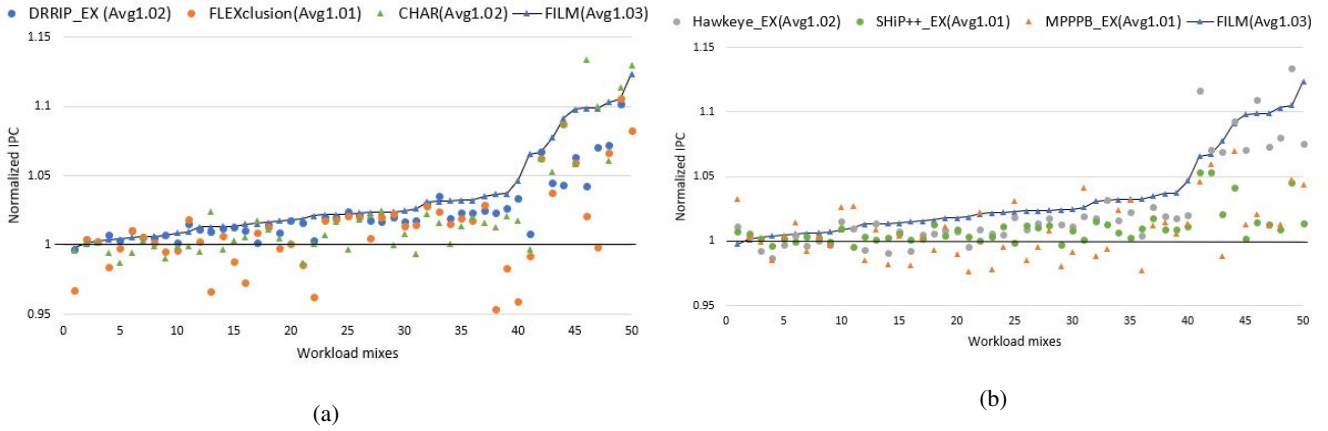 DRRIP_EX (Avg1.02) FLEXclusion(Avg1.01) CHAR(Avg1.02) FILM(Avg1.03)
1.15
1.1
1.05
1
0.95
Normalized IPC
0 5 10 15 20 25 30 35 40 45 50
Workload mixes
(a)
Hawkeye_EX(Avg1.02) SHiP++_EX(Avg1.01) MPPPB_EX(Avg1.01) FILM(Avg1.03)
1.15
1.1
1.05
1
0.95
Normalized IPC
0 5 10 15 20 25 30 35 40 45 50
Workload mixes
(b)